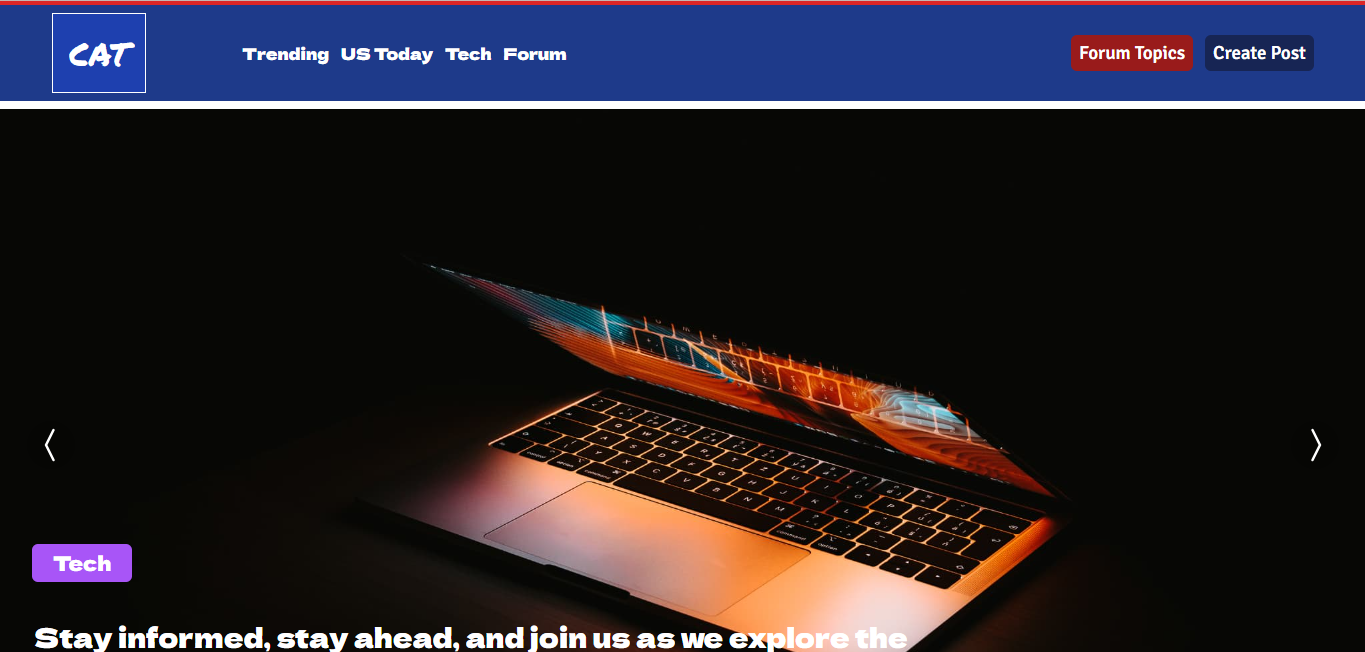 CAT
Trending US Today Tech Forum
Forum Topics Create Post
Tech
Stay informed, stay ahead, and join us as we explore the